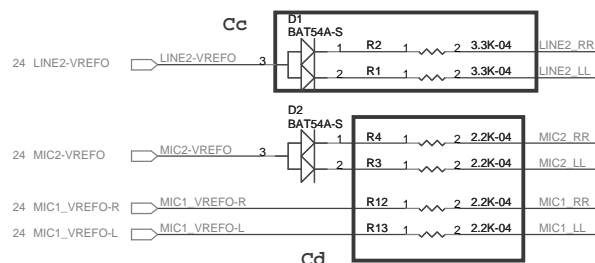 Cc
D1
BAT54A-S
1 R2 1 2 3.3K-04 LINE2_RR
24 LINE2-VREFO LINE2-VREFO 3
2 R1 1 2 3.3K-04 LINE2_LL
D2
BAT54A-S
1 R4 1 2 2.2K-04 MIC2_RR
24 MIC2-VREFO MIC2-VREFO 3
2 R3 1 2 2.2K-04 MIC2_LL
24 MIC1_VREFO-R MIC1_VREFO-R R12 1 2 2.2K-04 MIC1_RR
24 MIC1_VREFO-L MIC1_VREFO-L R13 1 2 2.2K-04 MIC1_LL
Cd